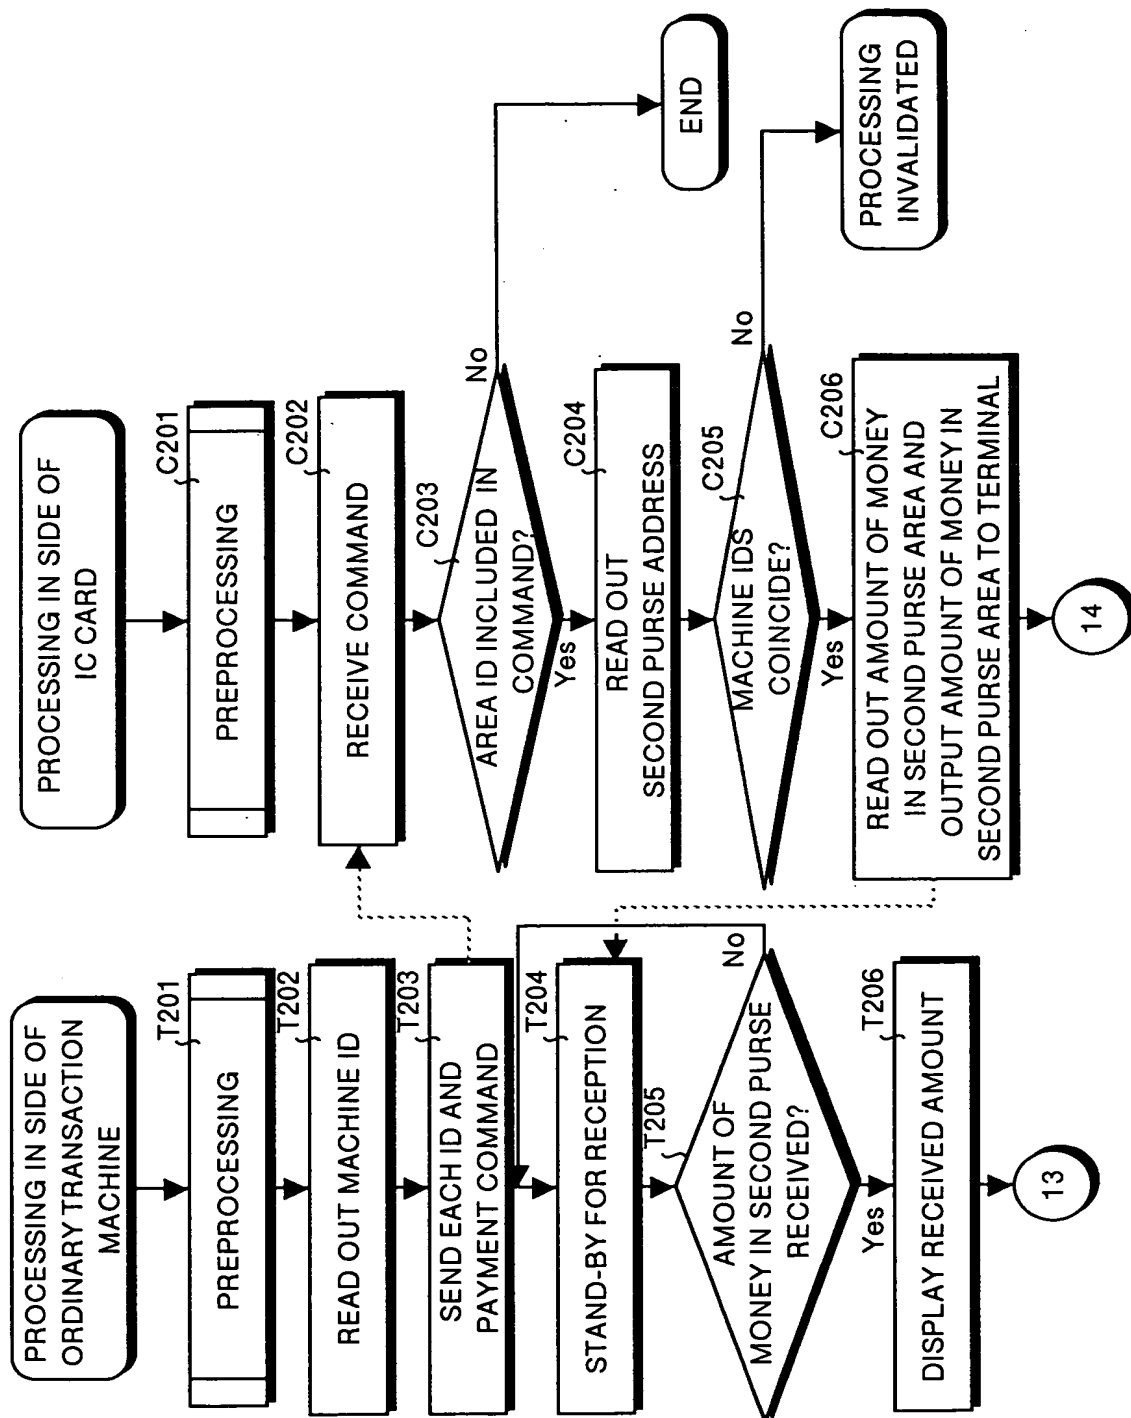 PROCESSING IN SIDE OF
ORDINARY TRANSACTION
MACHINE
T201
PREPROCESSING
T202
READ OUT MACHINE ID
T203
SEND EACH ID AND
PAYMENT COMMAND
T204
STAND-BY FOR RECEPTION
T205
AMOUNT OF
MONEY IN SECOND PURSE
RECEIVED?
No
Yes
T206
DISPLAY RECEIVED AMOUNT
13
PROCESSING IN SIDE OF
IC CARD
C201
PREPROCESSING
C202
RECEIVE COMMAND
C203
AREA ID INCLUDED IN
COMMAND?
No
Yes
END
C204
READ OUT
SECOND PURSE ADDRESS
C205
MACHINE IDS
COINCIDE?
No
Yes
PROCESSING
INVALIDATED
C206
READ OUT AMOUNT OF MONEY
IN SECOND PURSE AREA AND
OUTPUT AMOUNT OF MONEY IN
SECOND PURSE AREA TO TERMINAL
14